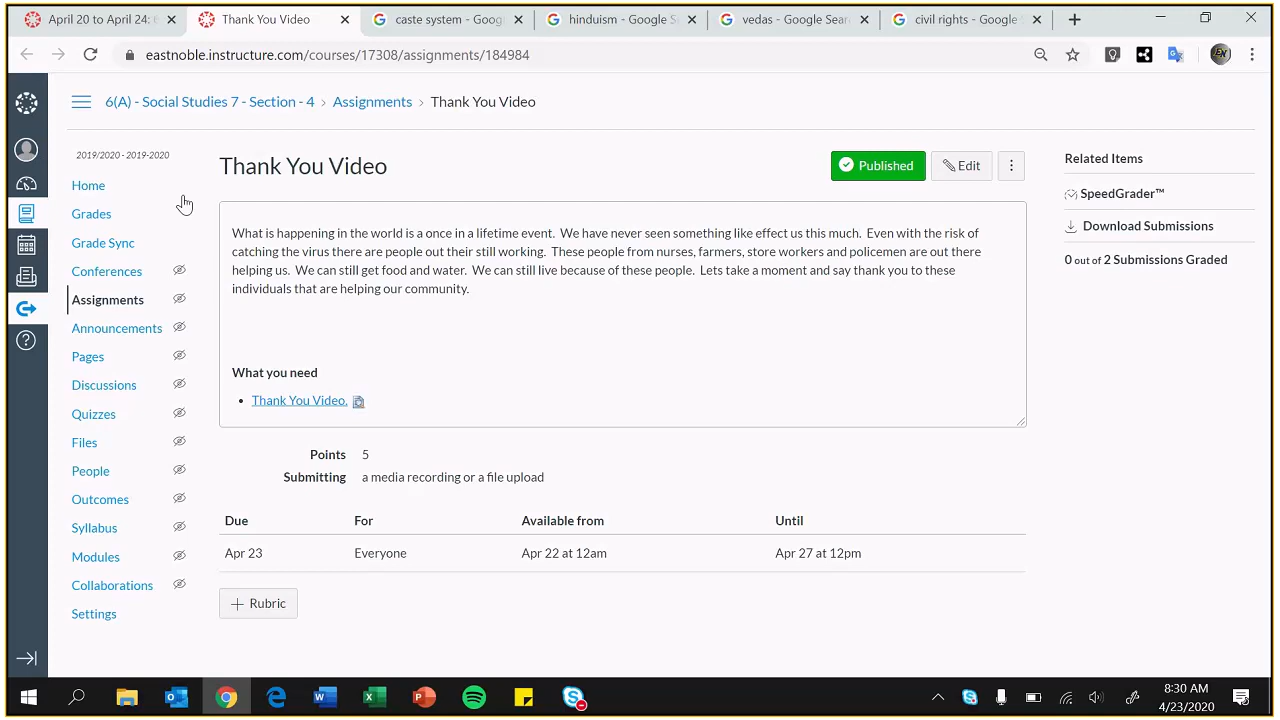 April 20 to April 24: 6
Thank You Video
caste system - Goog
hinduism - Google S
vedas - Google Sear
civil rights - Google
eastnoble.instructure.com/courses/17308/assignments/184984
6(A) - Social Studies 7 - Section - 4 › Assignments › Thank You Video
2019/2020 - 2019-2020
Home
Grades
Grade Sync
Conferences
Assignments
Announcements
Pages
Discussions
Quizzes
Files
People
Outcomes
Syllabus
Modules
Collaborations
Settings
Thank You Video
Published
Edit
What is happening in the world is a once in a lifetime event. We have never seen something like effect us this much. Even with the risk of
catching the virus there are people out their still working. These people from nurses, farmers, store workers and policemen are out there
helping us. We can still get food and water. We can still live because of these people. Lets take a moment and say thank you to these
individuals that are helping our community.
What you need
• Thank You Video.
Points 5
Submitting a media recording or a file upload
Due For Available from Until
Apr 23 Everyone Apr 22 at 12am Apr 27 at 12pm
+ Rubric
Related Items
SpeedGrader™
Download Submissions
0 out of 2 Submissions Graded
8:30 AM
4/23/2020